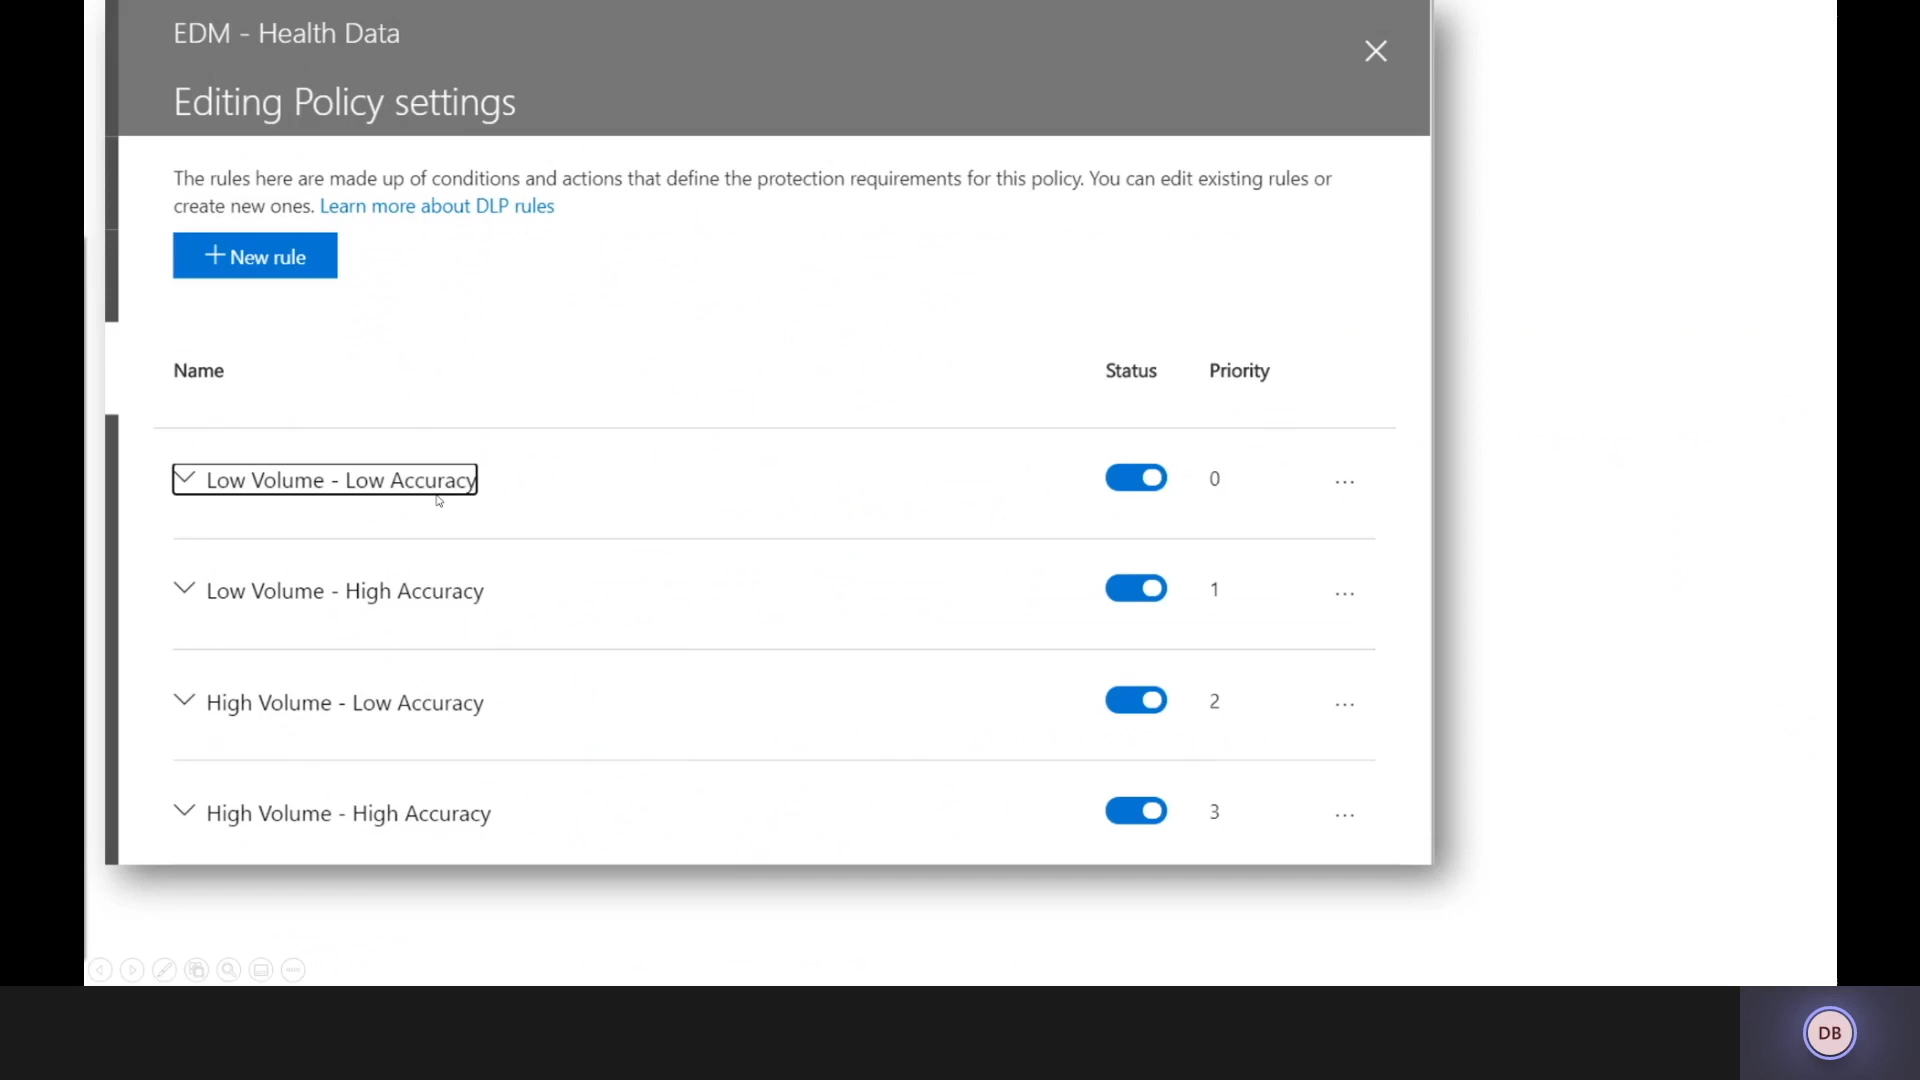 EDM - Health Data
Editing Policy settings
The rules here are made up of conditions and actions that define the protection requirements for this policy. You can edit existing rules or
create new ones. Learn more about DLP rules
New rule
Name Status Priority
Low Volume - Low Accuracy 0 ...
Low Volume - High Accuracy 1 ...
High Volume - Low Accuracy 2 ...
High Volume - High Accuracy 3 ...
DB